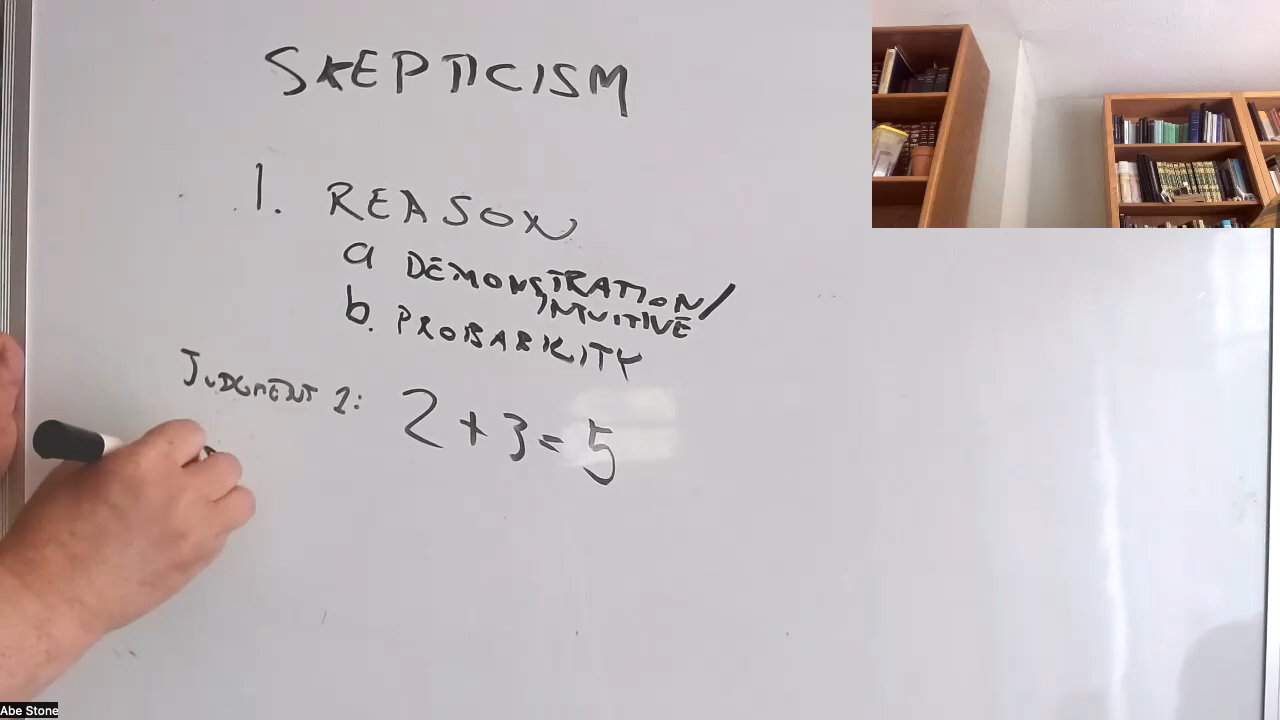 SKEPTICISM
1. REASON
a DEMONSTRATION/
INTUITIVE
b. PROBABILITY
JUDGMENT 1: 2 + 3 = 5
Abe Stone